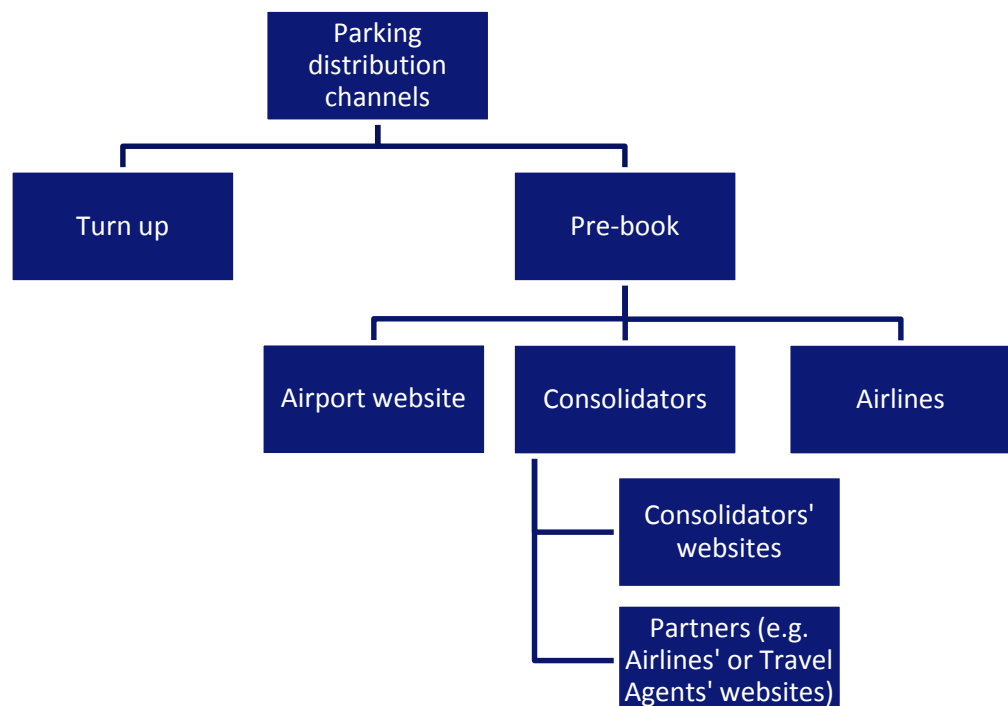 Parking
distribution
channels
Turn up
Pre-book
Airport website
Consolidators
Airlines
Consolidators'
websites
Partners (e.g.
Airlines' or Travel
Agents' websites)